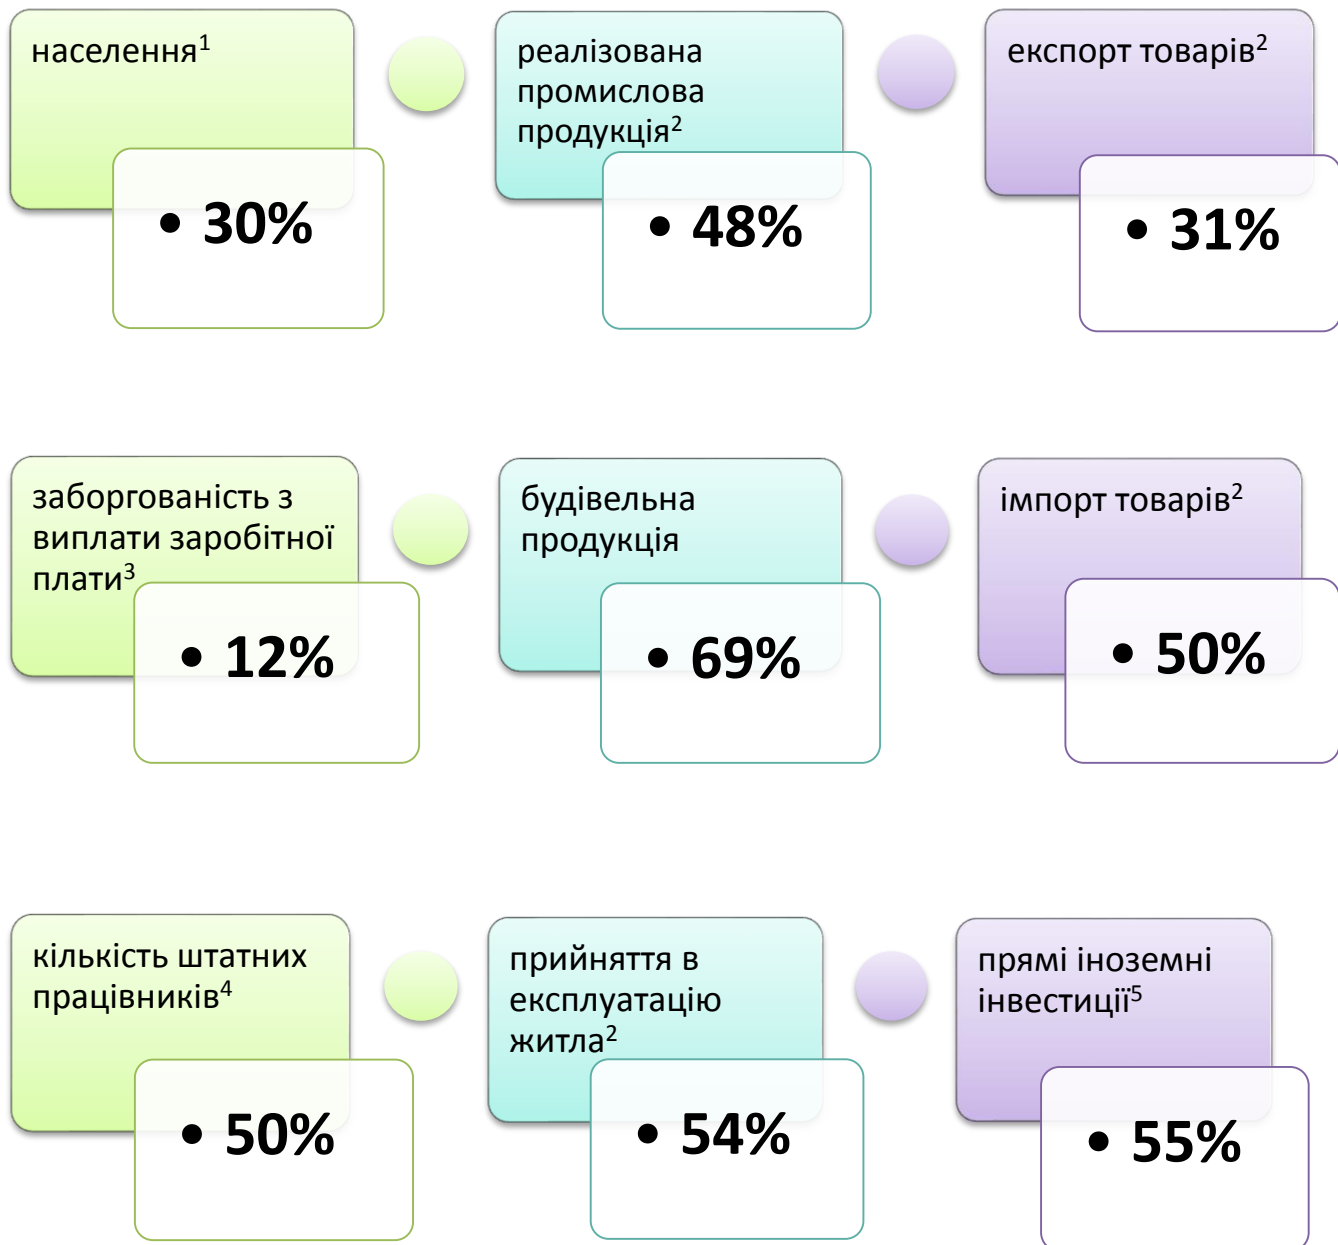 населення¹
• 30%
реалізована
промислова
продукція²
• 48%
експорт товарів²
• 31%
заборгованість з
виплати заробітної
плати³
• 12%
будівельна
продукція
• 69%
імпорт товарів²
• 50%
кількість штатних
працівників⁴
• 50%
прийняття в
експлуатацію
житла²
• 54%
прямі іноземні
інвестиції⁵
• 55%